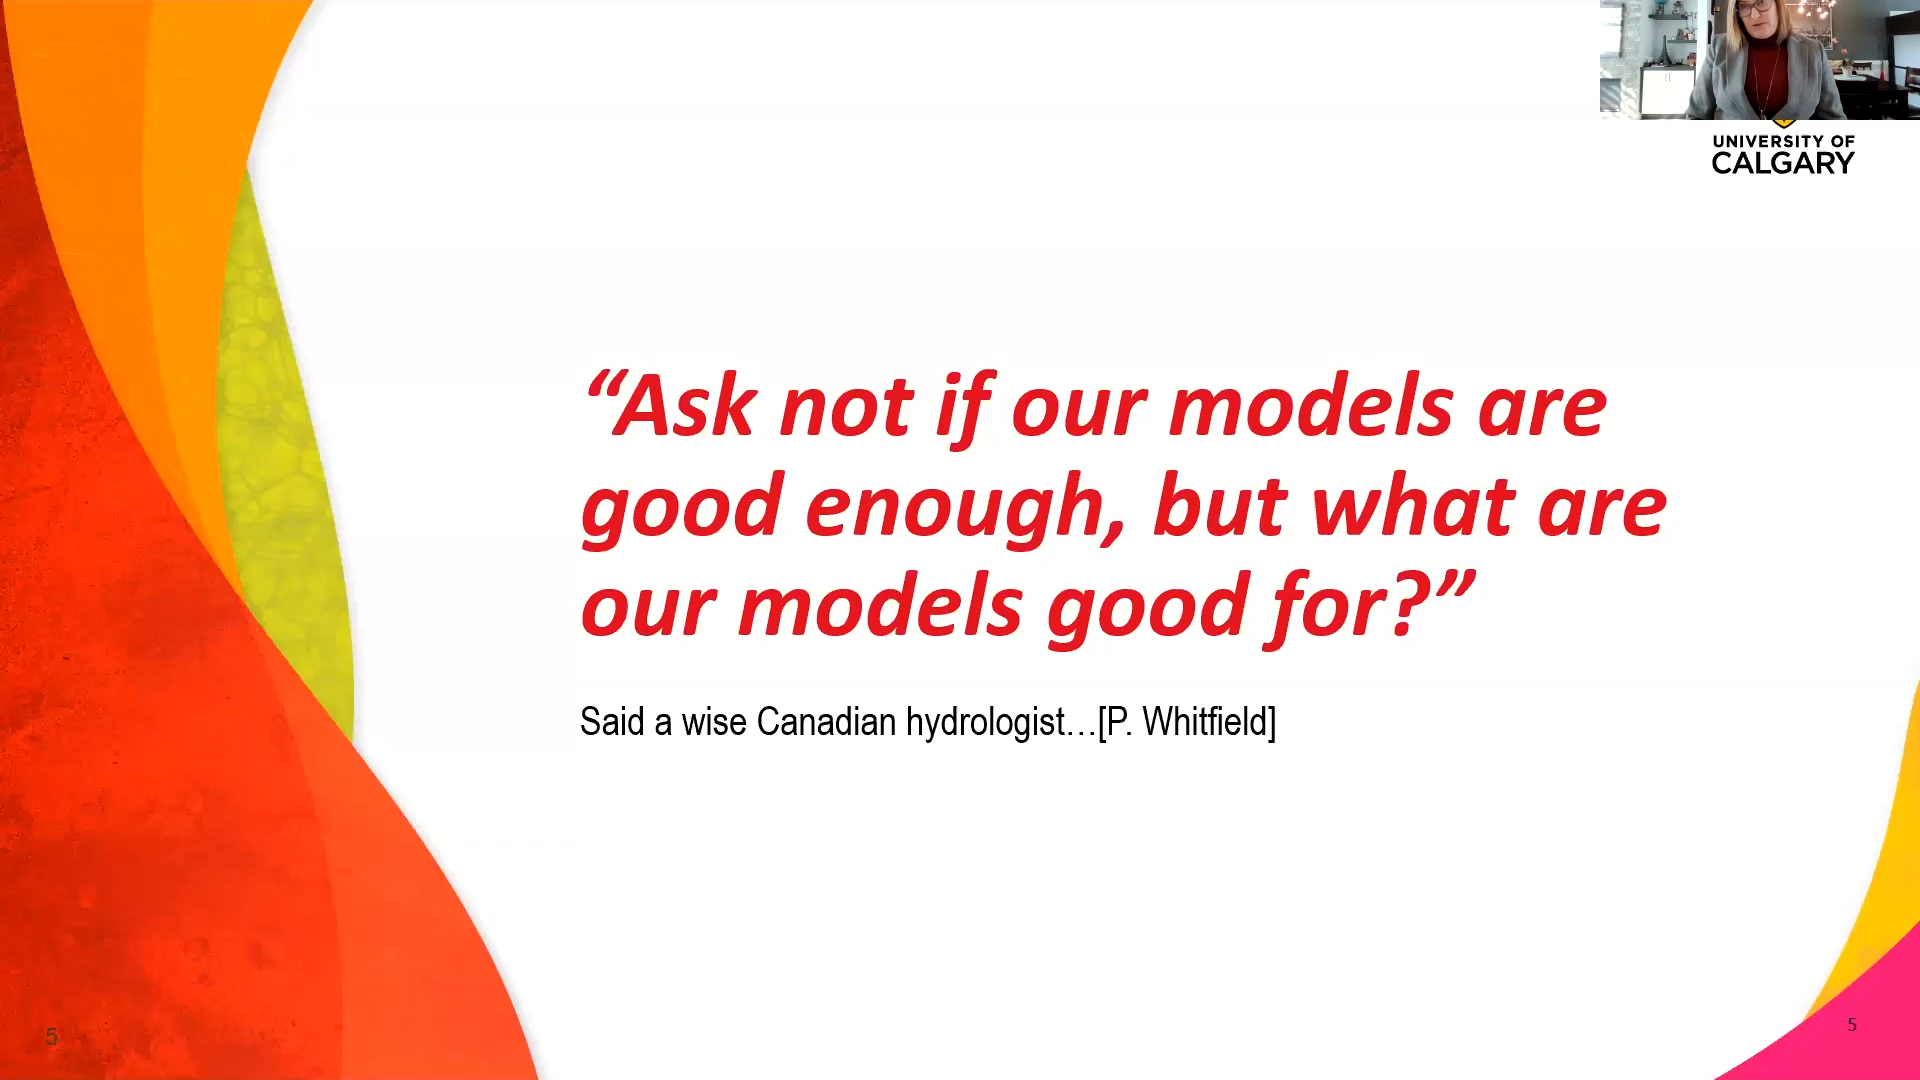 UNIVERSITY OF
CALGARY
“Ask not if our models are
good enough, but what are
our models good for?”
Said a wise Canadian hydrologist…[P. Whitfield]
5
5